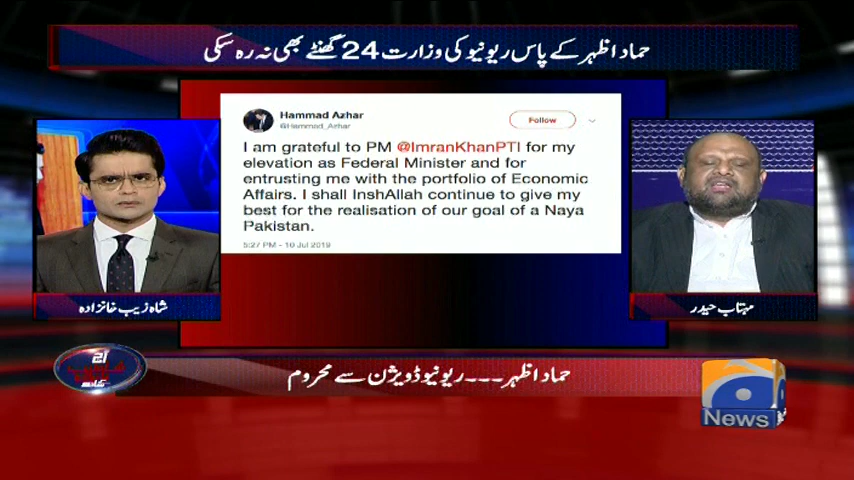 حماد اظہر کے پاس ریونیو کی وزارت 24 گھنٹے بھی نہ رہ سکی
Hammad Azhar
@Hammad_Azhar
Follow
I am grateful to PM @ImranKhanPTI for my
elevation as Federal Minister and for
entrusting me with the portfolio of Economic
Affairs. I shall InshAllah continue to give my
best for the realisation of our goal of a Naya
Pakistan.
5:27 PM - 10 Jul 2019
شاہ زیب خانزادہ
مہتاب حیدر
آج
حماد اظہر۔۔۔ریونیو ڈویژن سے محروم
News